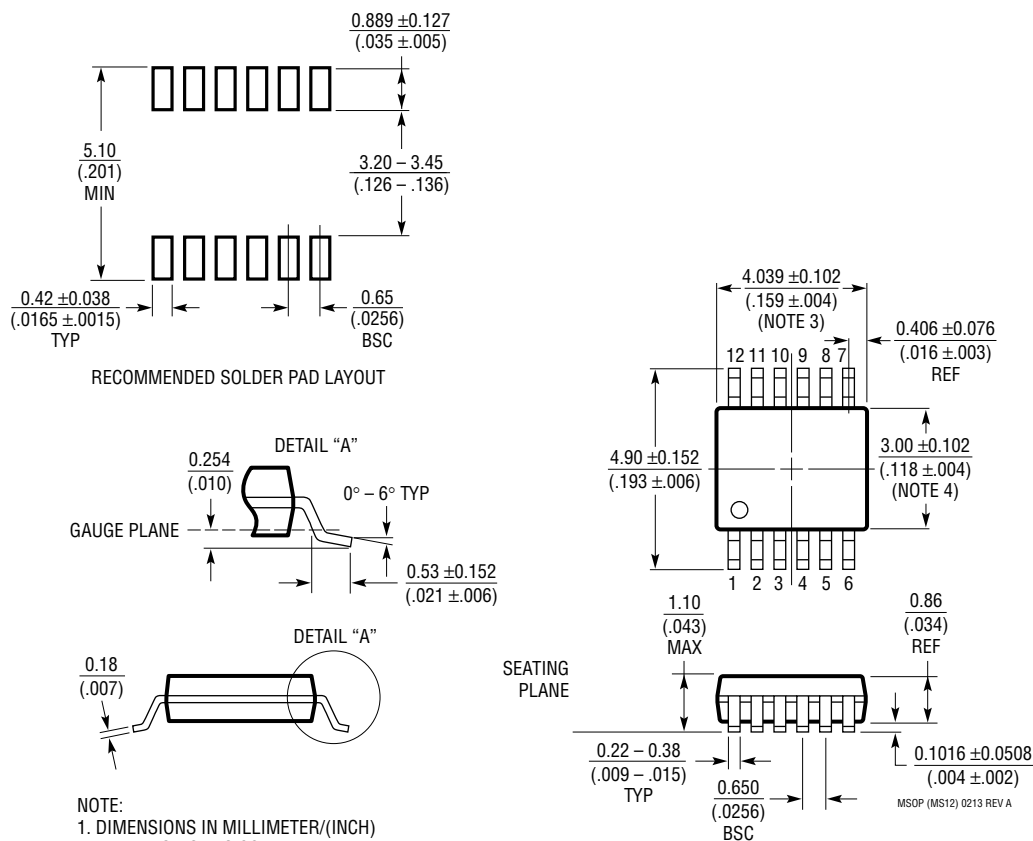 0.889 ±0.127
(.035 ±.005)
5.10
(.201)
MIN
3.20 – 3.45
(.126 – .136)
0.42 ±0.038
(.0165 ±.0015)
TYP
0.65
(.0256)
BSC
RECOMMENDED SOLDER PAD LAYOUT
4.039 ±0.102
(.159 ±.004)
(NOTE 3)
0.406 ±0.076
(.016 ±.003)
REF
12 11 10 9 8 7
4.90 ±0.152
(.193 ±.006)
3.00 ±0.102
(.118 ±.004)
(NOTE 4)
1 2 3 4 5 6
DETAIL “A”
0.254
(.010)
0° – 6° TYP
GAUGE PLANE
0.53 ±0.152
(.021 ±.006)
DETAIL “A”
0.18
(.007)
1.10
(.043)
MAX
0.86
(.034)
REF
SEATING
PLANE
0.22 – 0.38
(.009 – .015)
TYP
0.650
(.0256)
BSC
0.1016 ±0.0508
(.004 ±.002)
MSOP (MS12) 0213 REV A
NOTE:
1. DIMENSIONS IN MILLIMETER/(INCH)